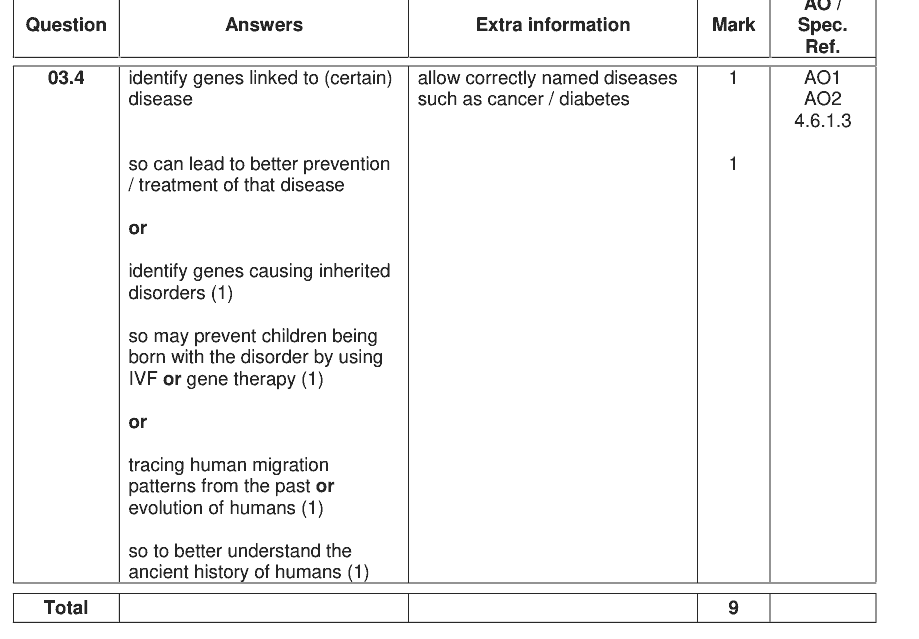 AO /
Question Answers Extra information Mark Spec.
Ref.
03.4 identify genes linked to (certain) allow correctly named diseases 1 AO1
disease such as cancer / diabetes AO2
4.6.1.3
so can lead to better prevention 1
/ treatment of that disease
or
identify genes causing inherited
disorders (1)
so may prevent children being
born with the disorder by using
IVF or gene therapy (1)
or
tracing human migration
patterns from the past or
evolution of humans (1)
so to better understand the
ancient history of humans (1)
Total 9